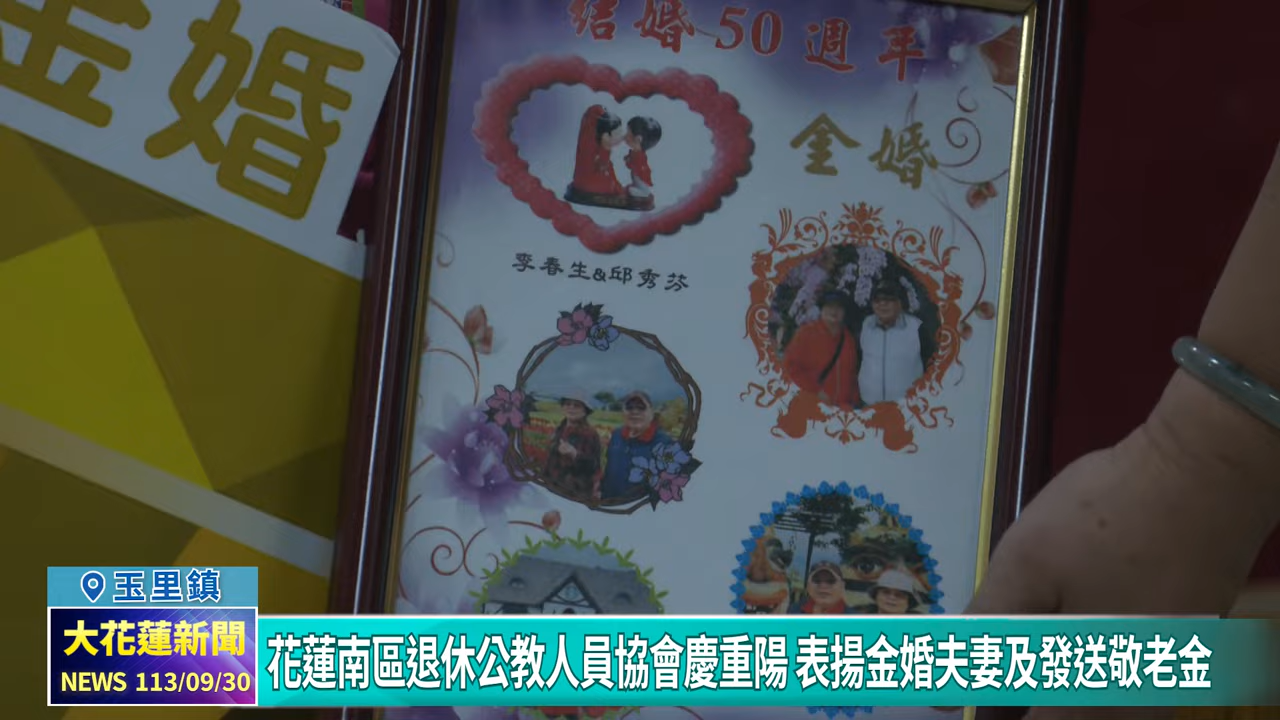 金婚
結婚50週年
金婚
李春生&邱秀芬
玉里鎮
大花蓮新聞
NEWS 113/09/30
花蓮南區退休公教人員協會慶重陽 表揚金婚夫妻及發送敬老金